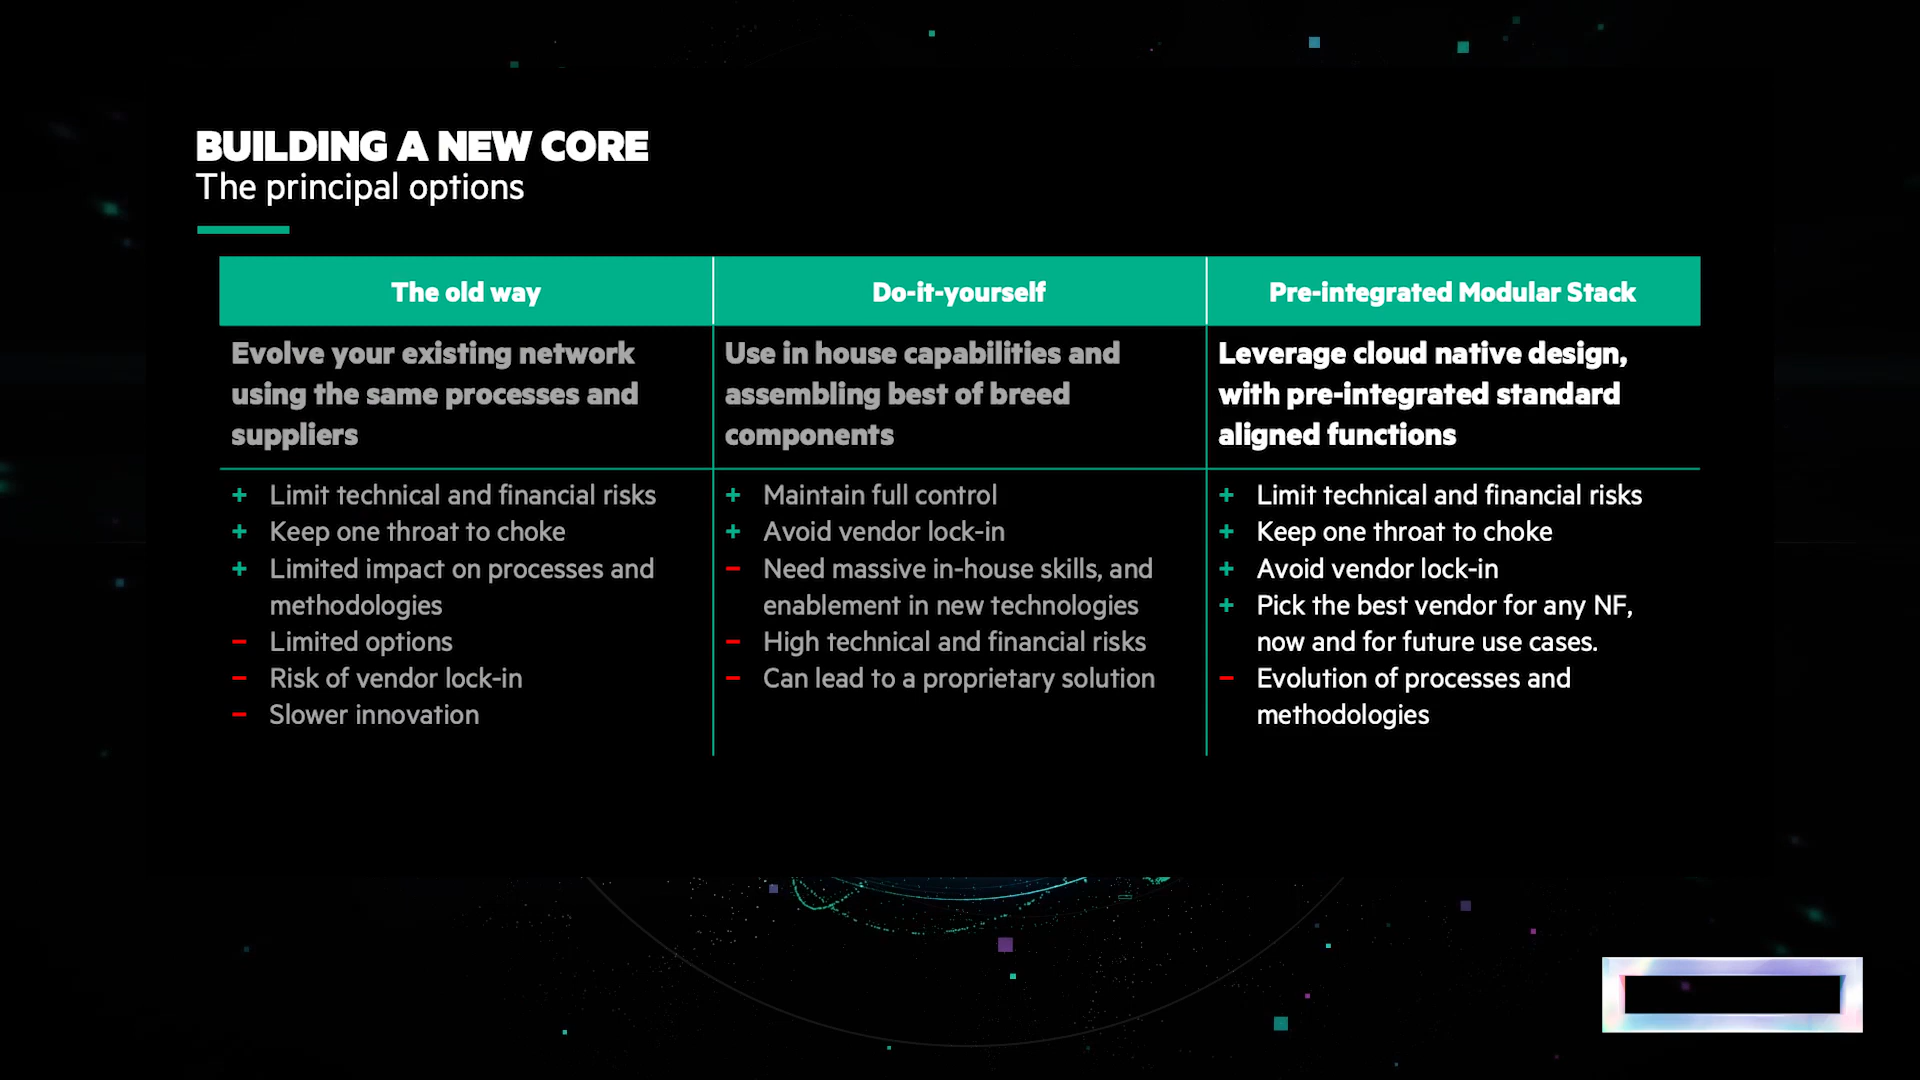 BUILDING A NEW CORE
The principal options
The old way
Do-it-yourself
Pre-integrated Modular Stack
Evolve your existing network
using the same processes and
suppliers
Use in house capabilities and
assembling best of breed
components
Leverage cloud native design,
with pre-integrated standard
aligned functions
+ Limit technical and financial risks
+ Keep one throat to choke
+ Limited impact on processes and
methodologies
– Limited options
– Risk of vendor lock-in
– Slower innovation
+ Maintain full control
+ Avoid vendor lock-in
– Need massive in-house skills, and
enablement in new technologies
– High technical and financial risks
– Can lead to a proprietary solution
+ Limit technical and financial risks
+ Keep one throat to choke
+ Avoid vendor lock-in
+ Pick the best vendor for any NF,
now and for future use cases.
– Evolution of processes and
methodologies